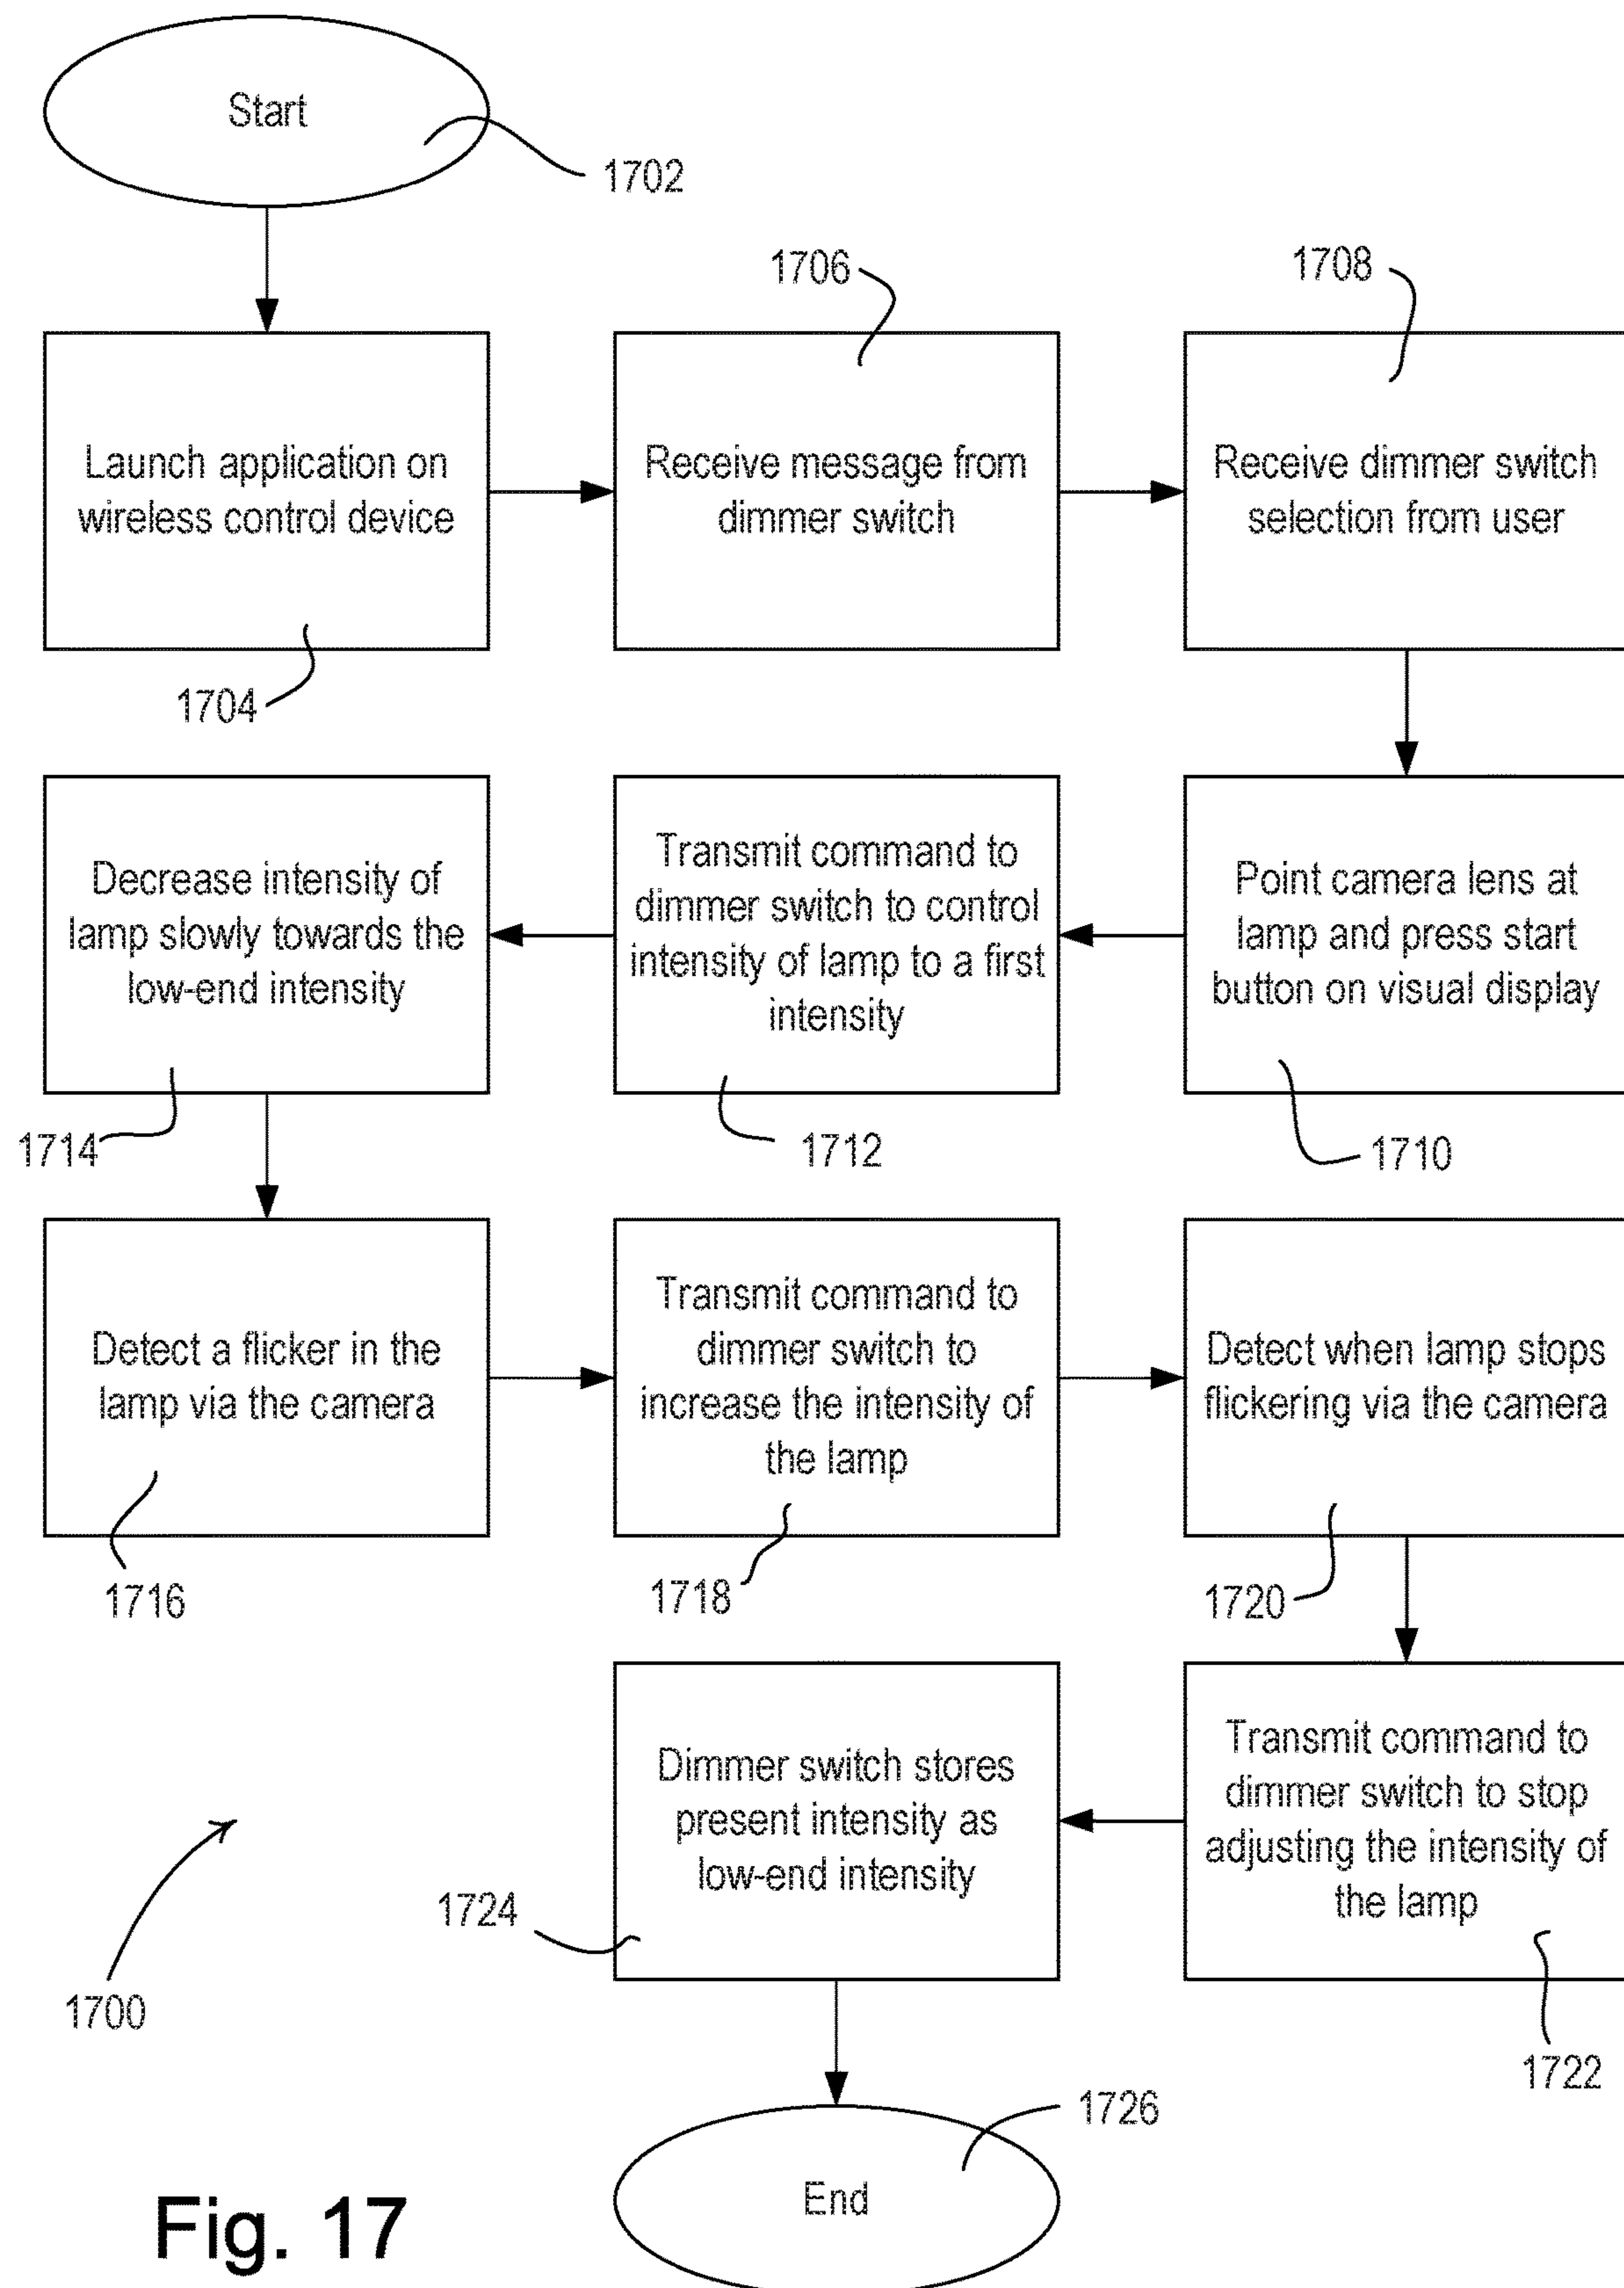 Start
1702
1706
1708
Launch application on
wireless control device
1704
Receive message from
dimmer switch
Receive dimmer switch
selection from user
Point camera lens at
lamp and press start
button on visual display
1710
Transmit command to
dimmer switch to control
intensity of lamp to a first
intensity
1712
Decrease intensity of
lamp slowly towards the
low-end intensity
1714
Detect a flicker in the
lamp via the camera
1716
Transmit command to
dimmer switch to
increase the intensity of
the lamp
1718
Detect when lamp stops
flickering via the camera
1720
Transmit command to
dimmer switch to stop
adjusting the intensity of
the lamp
1722
Dimmer switch stores
present intensity as
low-end intensity
1724
1700
1726
End
Fig. 17